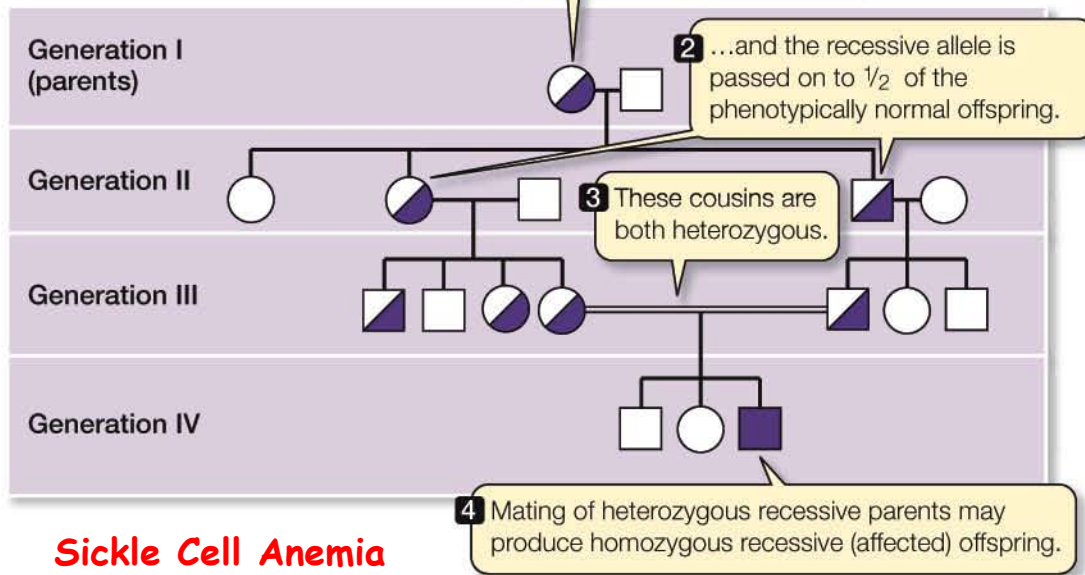 Generation I
(parents)
2 …and the recessive allele is
passed on to 1/2 of the
phenotypically normal offspring.
Generation II
3 These cousins are
both heterozygous.
Generation III
Generation IV
4 Mating of heterozygous recessive parents may
produce homozygous recessive (affected) offspring.
Sickle Cell Anemia